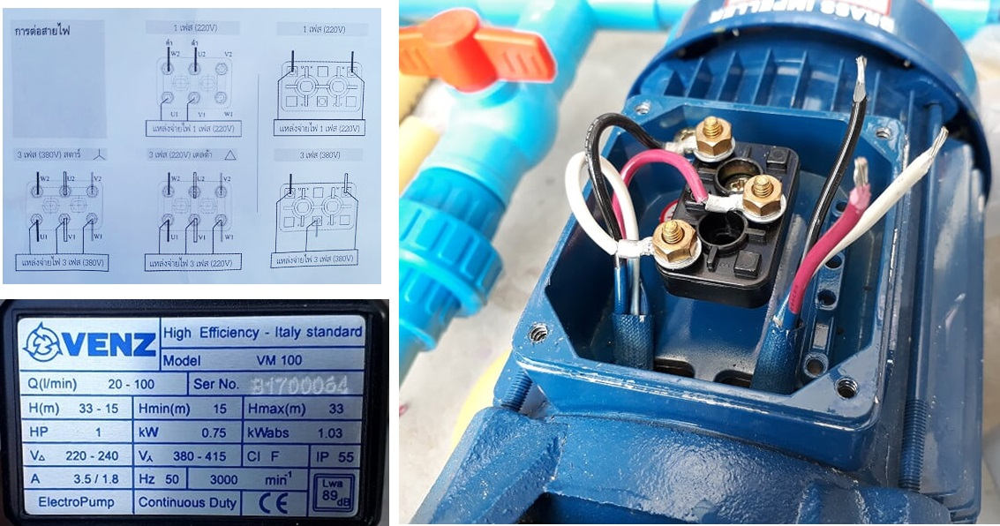 การต่อสายไฟ
1 เฟส (220V)
ดำ ดำ
W2 U2 V2
U1 V1 W1
แหล่งจ่ายไฟ 1 เฟส (220V)
1 เฟส (220V)
แหล่งจ่ายไฟ 1 เฟส (220V)
3 เฟส (380V) สตาร์
W2 U2 V2
U1 V1 W1
แหล่งจ่ายไฟ 3 เฟส (380V)
3 เฟส (220V) เดลต้า
W2 U2 V2
U1 V1 W1
แหล่งจ่ายไฟ 3 เฟส (220V)
3 เฟส (380V)
แหล่งจ่ายไฟ 3 เฟส (380V)
VENZ High Efficiency - Italy standard
Model VM 100
Q(l/min) 20 - 100 Ser No. 31700064
H(m) 33 - 15 Hmin(m) 15 Hmax(m) 33
HP 1 kW 0.75 kWabs 1.03
V△ 220 - 240 V⅄ 380 - 415 Cl F IP 55
A 3.5 / 1.8 Hz 50 3000 min⁻¹
Lwa
89 dB
ElectroPump Continuous Duty CE
BRASS IMPELLER